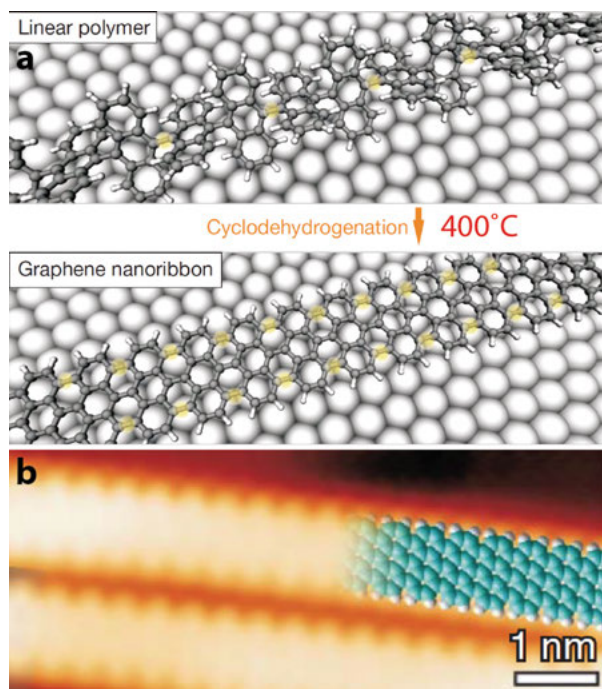 Linear polymer
a
Cyclodehydrogenation 400°C
Graphene nanoribbon
b
1 nm